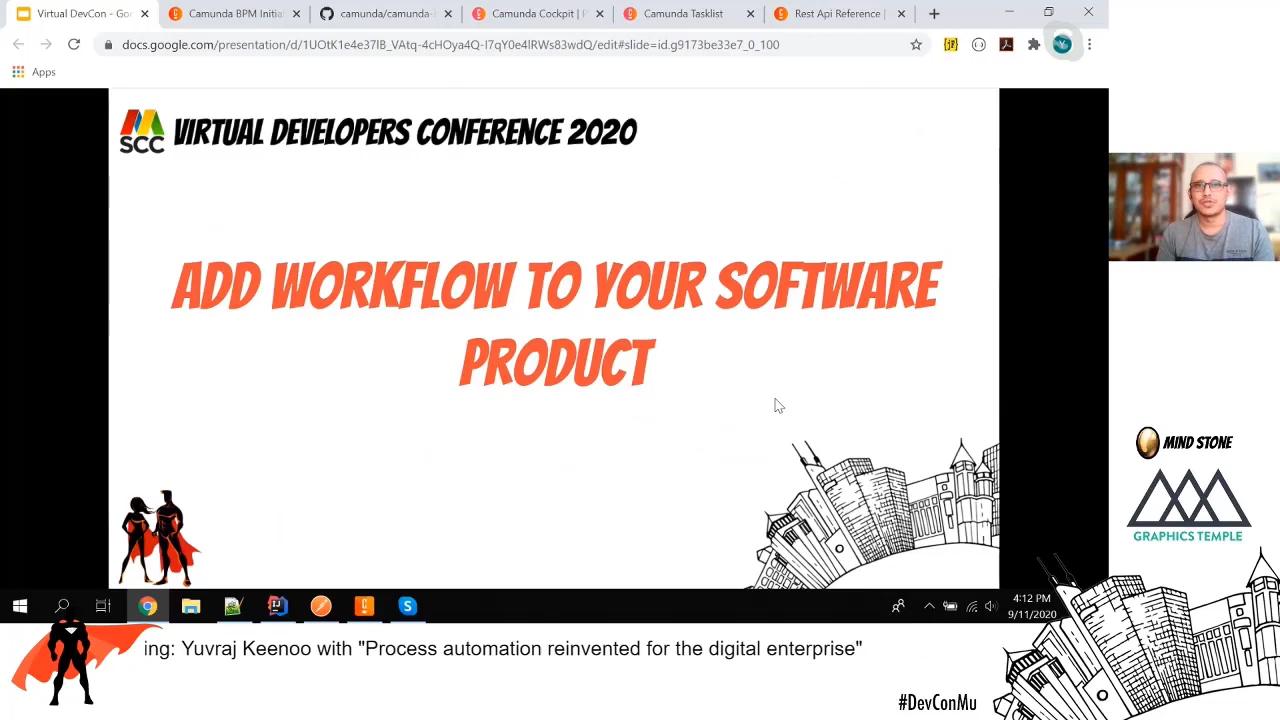 Virtual DevCon - Goo
Camunda BPM Initia
camunda/camunda-
Camunda Cockpit | P
Camunda Tasklist
Rest Api Reference |
docs.google.com/presentation/d/1IOtK1e4e37lB_VAtq-4cHOya4Q-I7qY0e4lRWs83wdQ/edit#slide=id.g9173be33e7_0_100
Apps
SCC
VIRTUAL DEVELOPERS CONFERENCE 2020
ADD WORKFLOW TO YOUR SOFTWARE
PRODUCT
MIND STONE
GRAPHICS TEMPLE
4:12 PM
9/11/2020
ing: Yuvraj Keenoo with "Process automation reinvented for the digital enterprise"
#DevConMu